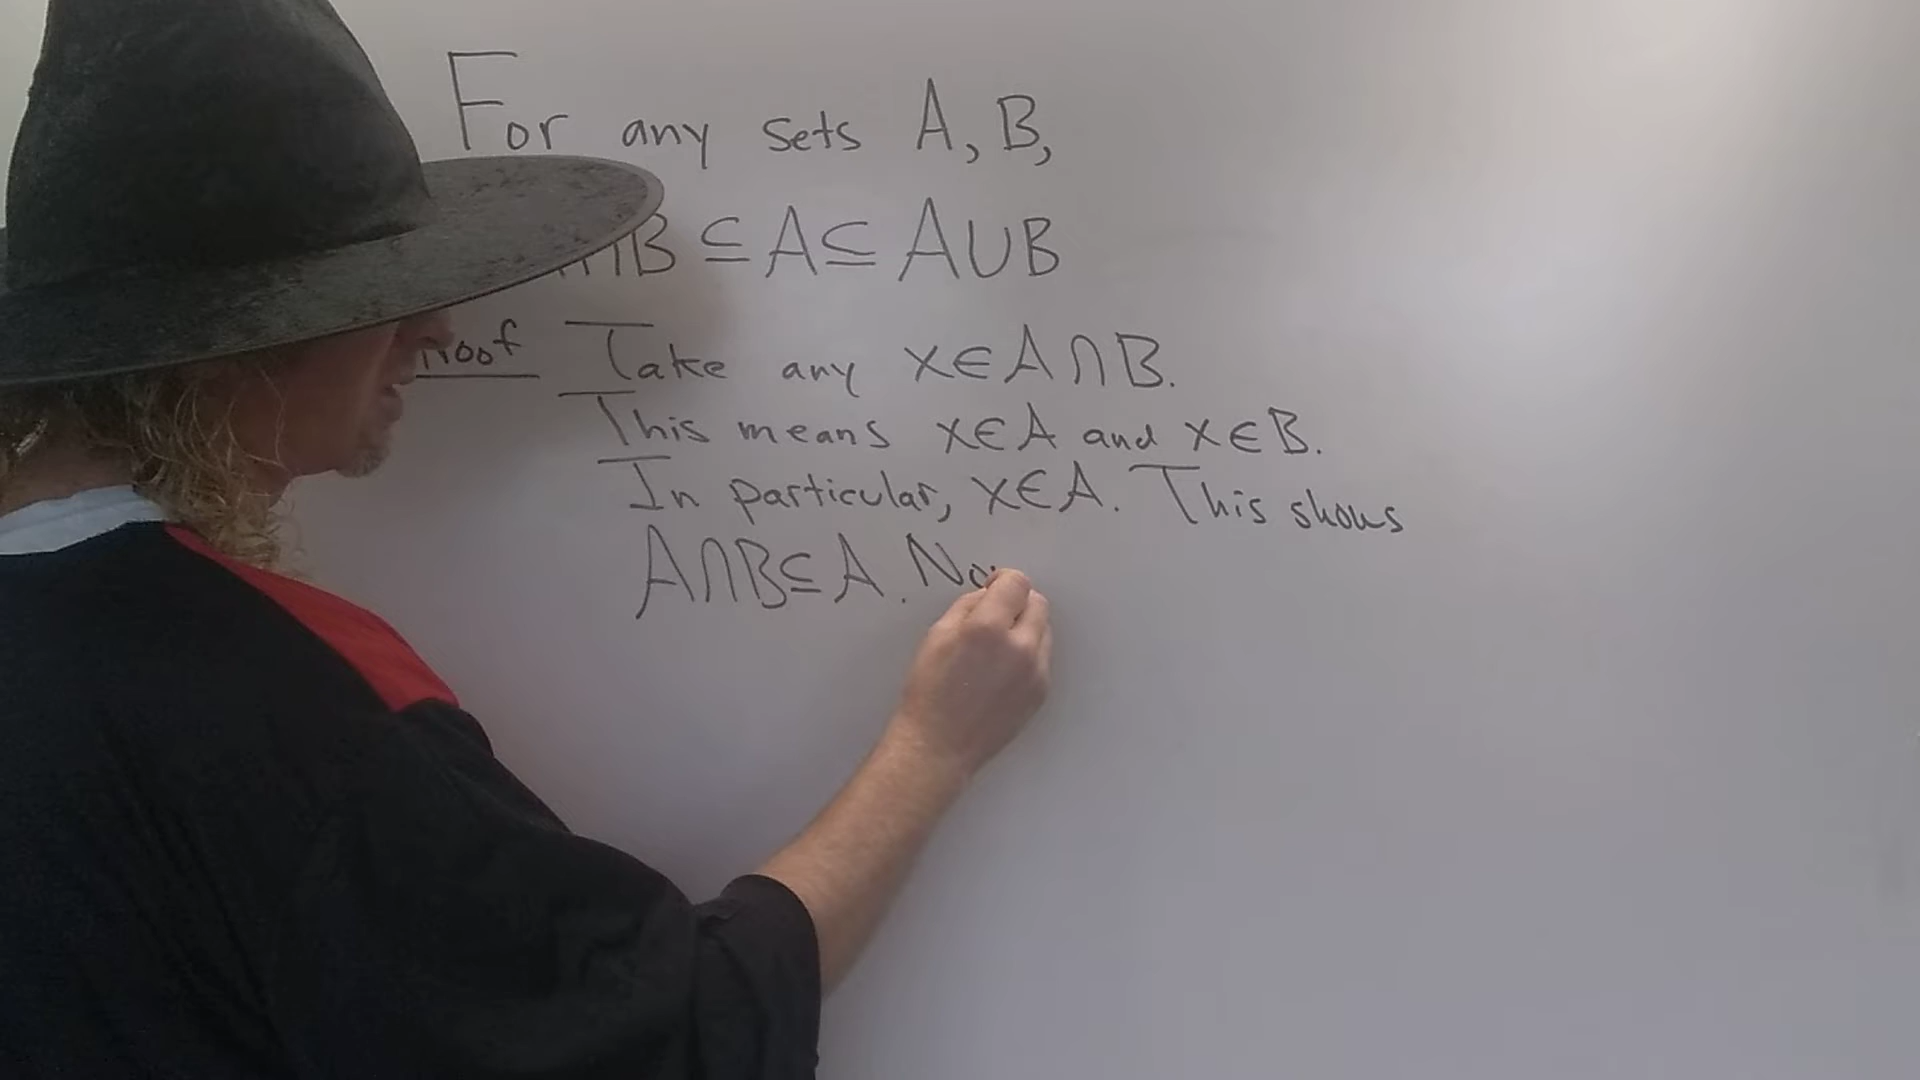 For any sets A, B,
∩B ⊆ A ⊆ A∪B
Proof Take any x∈A∩B.
This means x∈A and x∈B.
In particular, x∈A. This shows
A∩B⊆A. No